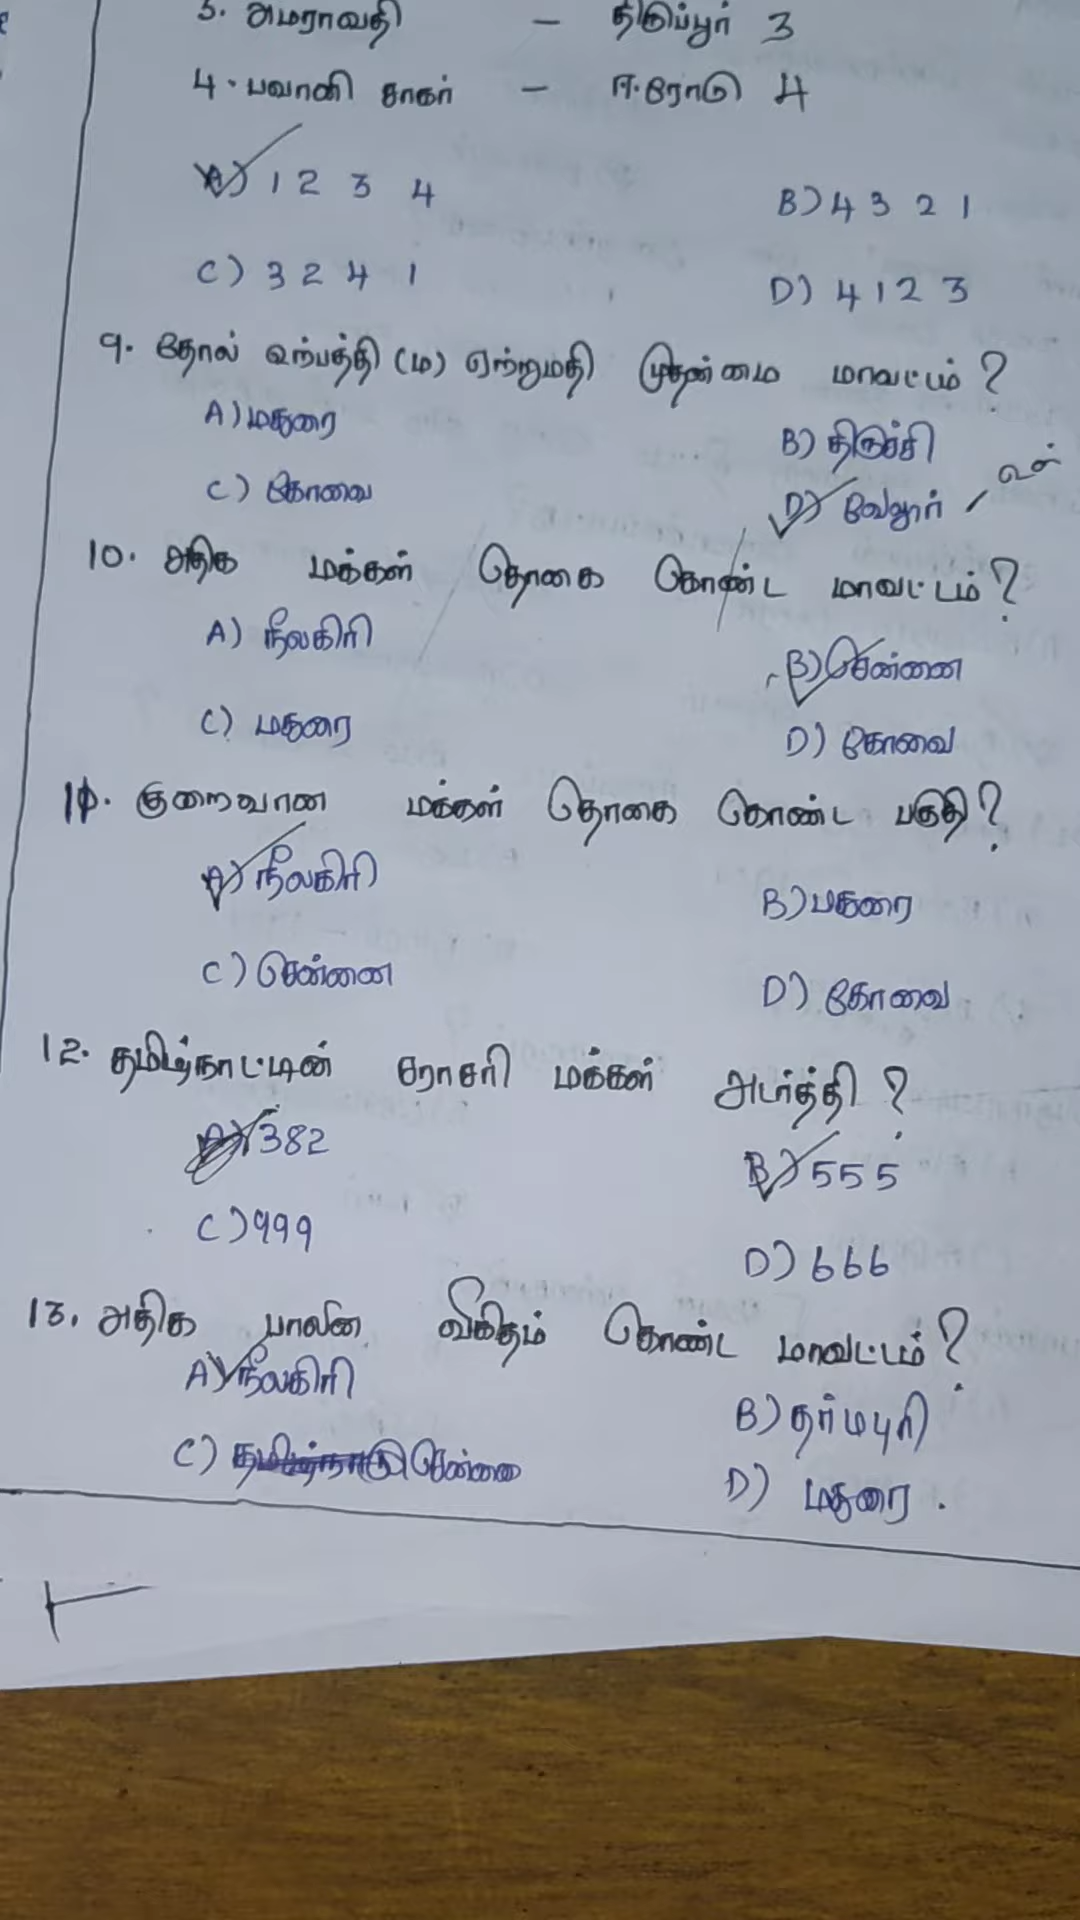 3. அமராவதி - திருப்பூர் 3
4. பவானி சாகர் - ஈ.ரோடு 4
A) 1 2 3 4
B) 4 3 2 1
C) 3 2 4 1
D) 4 1 2 3
9. தோல் உற்பத்தி (ம) ஏற்றுமதி முதன்மை மாவட்டம்?
A) மதுரை
B) திருச்சி
C) கோவை
D) வேலூர்
10. அதிக மக்கள் தொகை கொண்ட மாவட்டம்?
A) நீலகிரி
B) சென்னை
C) மதுரை
D) கோவை
11. குறைவான மக்கள் தொகை கொண்ட பகுதி?
A) நீலகிரி
B) மதுரை
C) சென்னை
D) கோவை
12. தமிழ்நாட்டின் சராசரி மக்கள் அடர்த்தி?
A) 382
B) 555
C) 999
D) 666
13. அதிக பாலின விகிதம் கொண்ட மாவட்டம்?
A) நீலகிரி
B) தர்மபுரி
C) சென்னை
D) மதுரை.